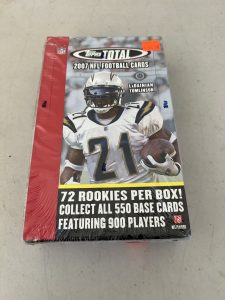 NFL
Topps TOTAL
2007 NFL FOOTBALL CARDS
LaDAINIAN
TOMLINSON
21
72 ROOKIES PER BOX!
COLLECT ALL 550 BASE CARDS
FEATURING 900 PLAYERS